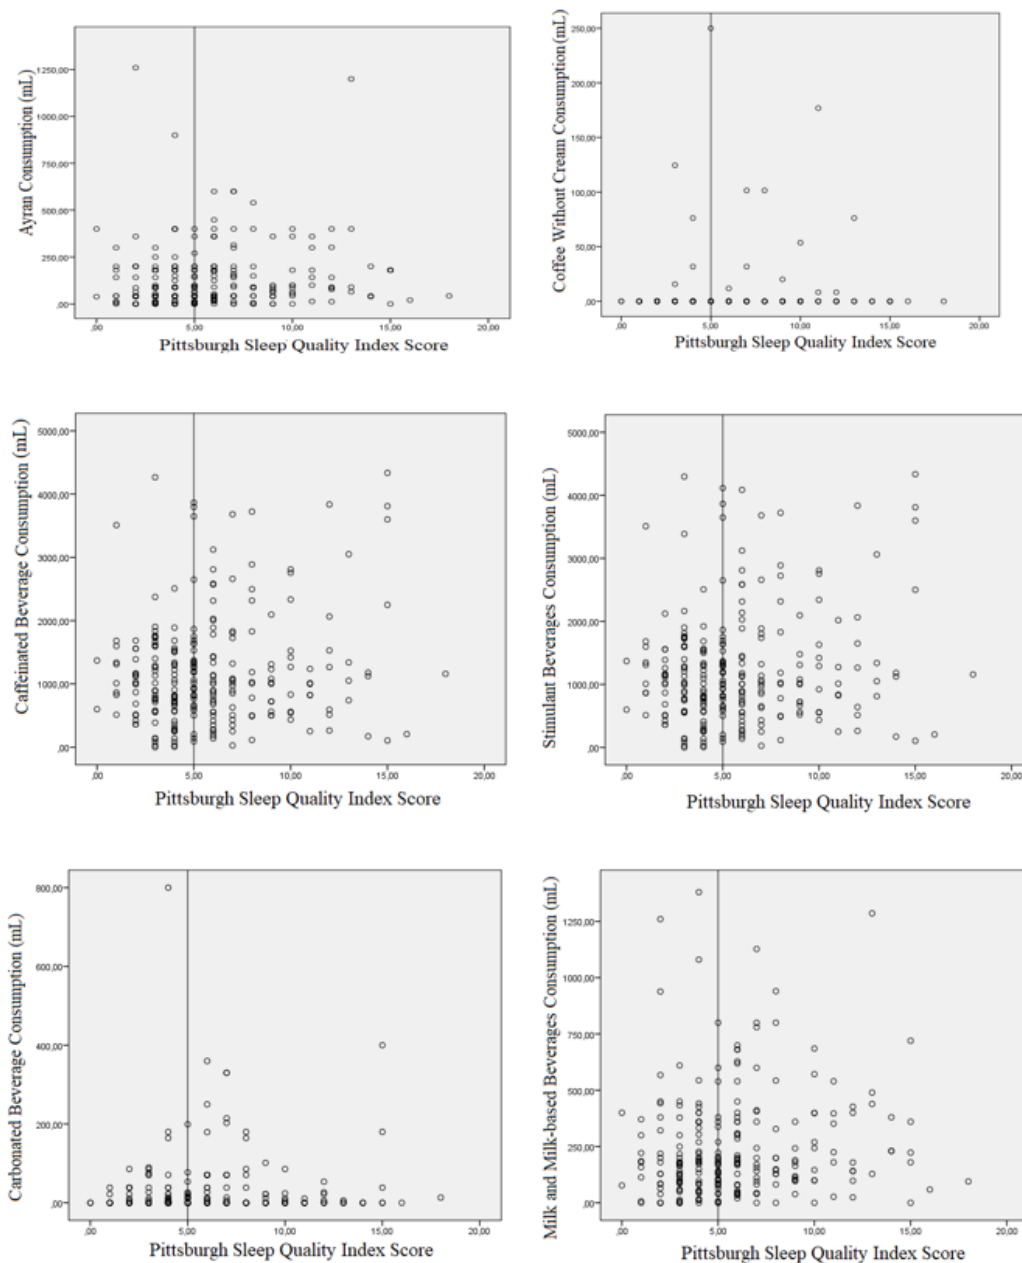 Ayran Consumption (mL)
1250,00
1000,00
750,00
500,00
250,00
,00
,00 5,00 10,00 15,00 20,00
Pittsburgh Sleep Quality Index Score
Coffee Without Cream Consumption (mL)
250,00
200,00
150,00
100,00
50,00
,00
,00 5,00 10,00 15,00 20,00
Pittsburgh Sleep Quality Index Score
Caffeinated Beverage Consumption (mL)
5000,00
4000,00
3000,00
2000,00
1000,00
,00
,00 5,00 10,00 15,00 20,00
Pittsburgh Sleep Quality Index Score
Stimulant Beverages Consumption (mL)
5000,00
4000,00
3000,00
2000,00
1000,00
,00
,00 5,00 10,00 15,00 20,00
Pittsburgh Sleep Quality Index Score
Carbonated Beverage Consumption (mL)
800,00
600,00
400,00
200,00
,00
,00 5,00 10,00 15,00 20,00
Pittsburgh Sleep Quality Index Score
Milk and Milk-based Beverages Consumption (mL)
1250,00
1000,00
750,00
500,00
250,00
,00
,00 5,00 10,00 15,00 20,00
Pittsburgh Sleep Quality Index Score